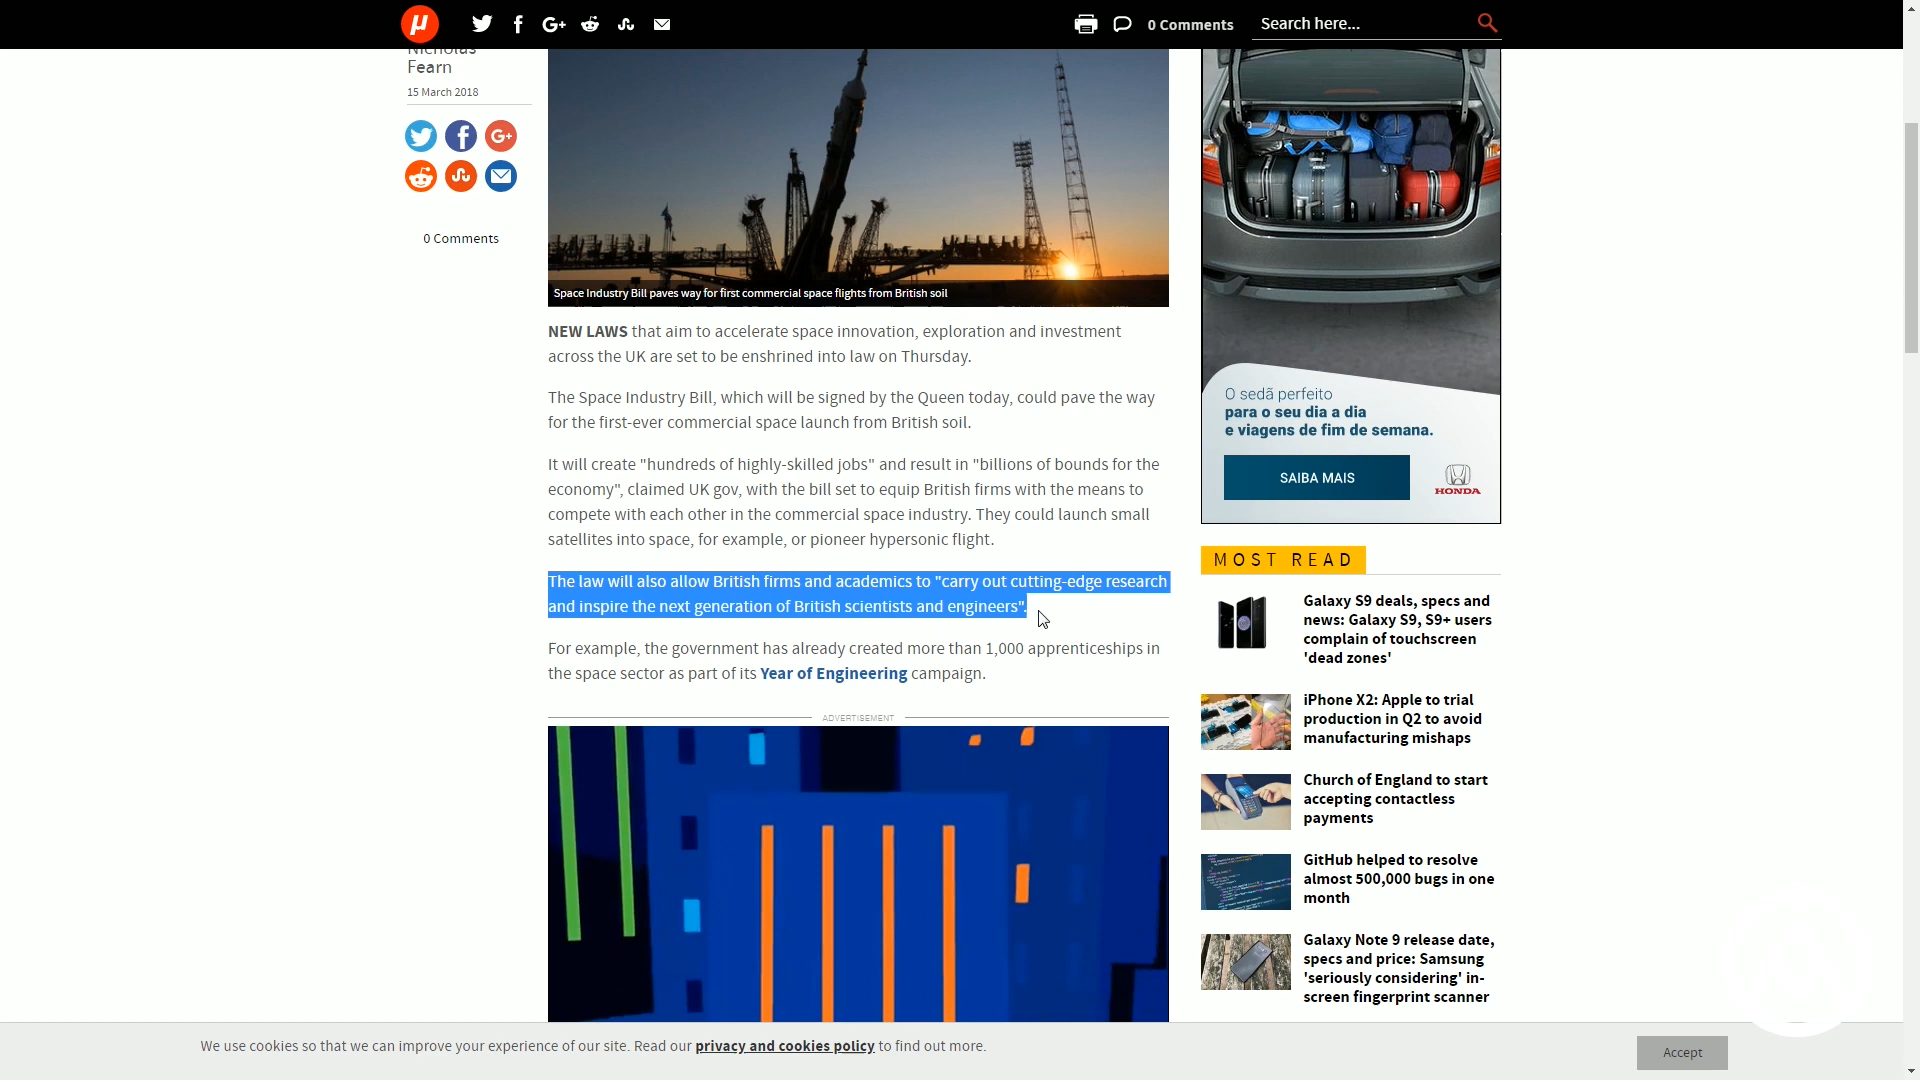 μ
0 Comments
Search here...
Fearn
15 March 2018
0 Comments
Space Industry Bill paves way for first commercial space flights from British soil
NEW LAWS that aim to accelerate space innovation, exploration and investment
across the UK are set to be enshrined into law on Thursday.
The Space Industry Bill, which will be signed by the Queen today, could pave the way
for the first-ever commercial space launch from British soil.
It will create "hundreds of highly-skilled jobs" and result in "billions of bounds for the
economy", claimed UK gov, with the bill set to equip British firms with the means to
compete with each other in the commercial space industry. They could launch small
satellites into space, for example, or pioneer hypersonic flight.
The law will also allow British firms and academics to "carry out cutting-edge research
and inspire the next generation of British scientists and engineers".
For example, the government has already created more than 1,000 apprenticeships in
the space sector as part of its Year of Engineering campaign.
ADVERTISEMENT
O sedã perfeito
para o seu dia a dia
e viagens de fim de semana.
SAIBA MAIS
HONDA
MOST READ
Galaxy S9 deals, specs and
news: Galaxy S9, S9+ users
complain of touchscreen
'dead zones'
iPhone X2: Apple to trial
production in Q2 to avoid
manufacturing mishaps
Church of England to start
accepting contactless
payments
GitHub helped to resolve
almost 500,000 bugs in one
month
Galaxy Note 9 release date,
specs and price: Samsung
'seriously considering' in-
screen fingerprint scanner
We use cookies so that we can improve your experience of our site. Read our privacy and cookies policy to find out more.
Accept